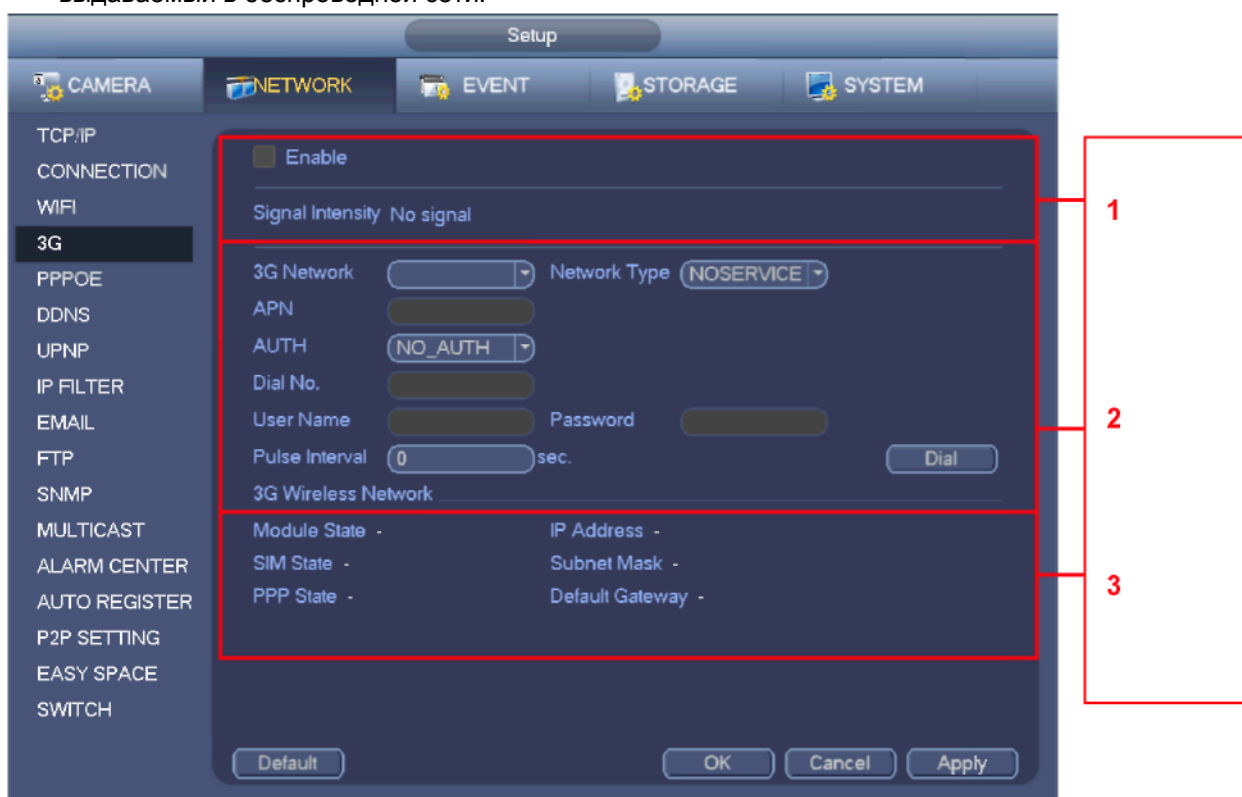 выдаваемый в беспроводной сети.
Setup
CAMERA NETWORK EVENT STORAGE SYSTEM
TCP/IP
CONNECTION
WIFI
3G
PPPOE
DDNS
UPNP
IP FILTER
EMAIL
FTP
SNMP
MULTICAST
ALARM CENTER
AUTO REGISTER
P2P SETTING
EASY SPACE
SWITCH
Enable
Signal Intensity No signal
1
3G Network Network Type NOSERVICE
APN
AUTH NO_AUTH
Dial No.
User Name Password
Pulse Interval 0 sec. Dial
3G Wireless Network
2
Module State - IP Address -
SIM State - Subnet Mask -
PPP State - Default Gateway -
3
Default OK Cancel Apply